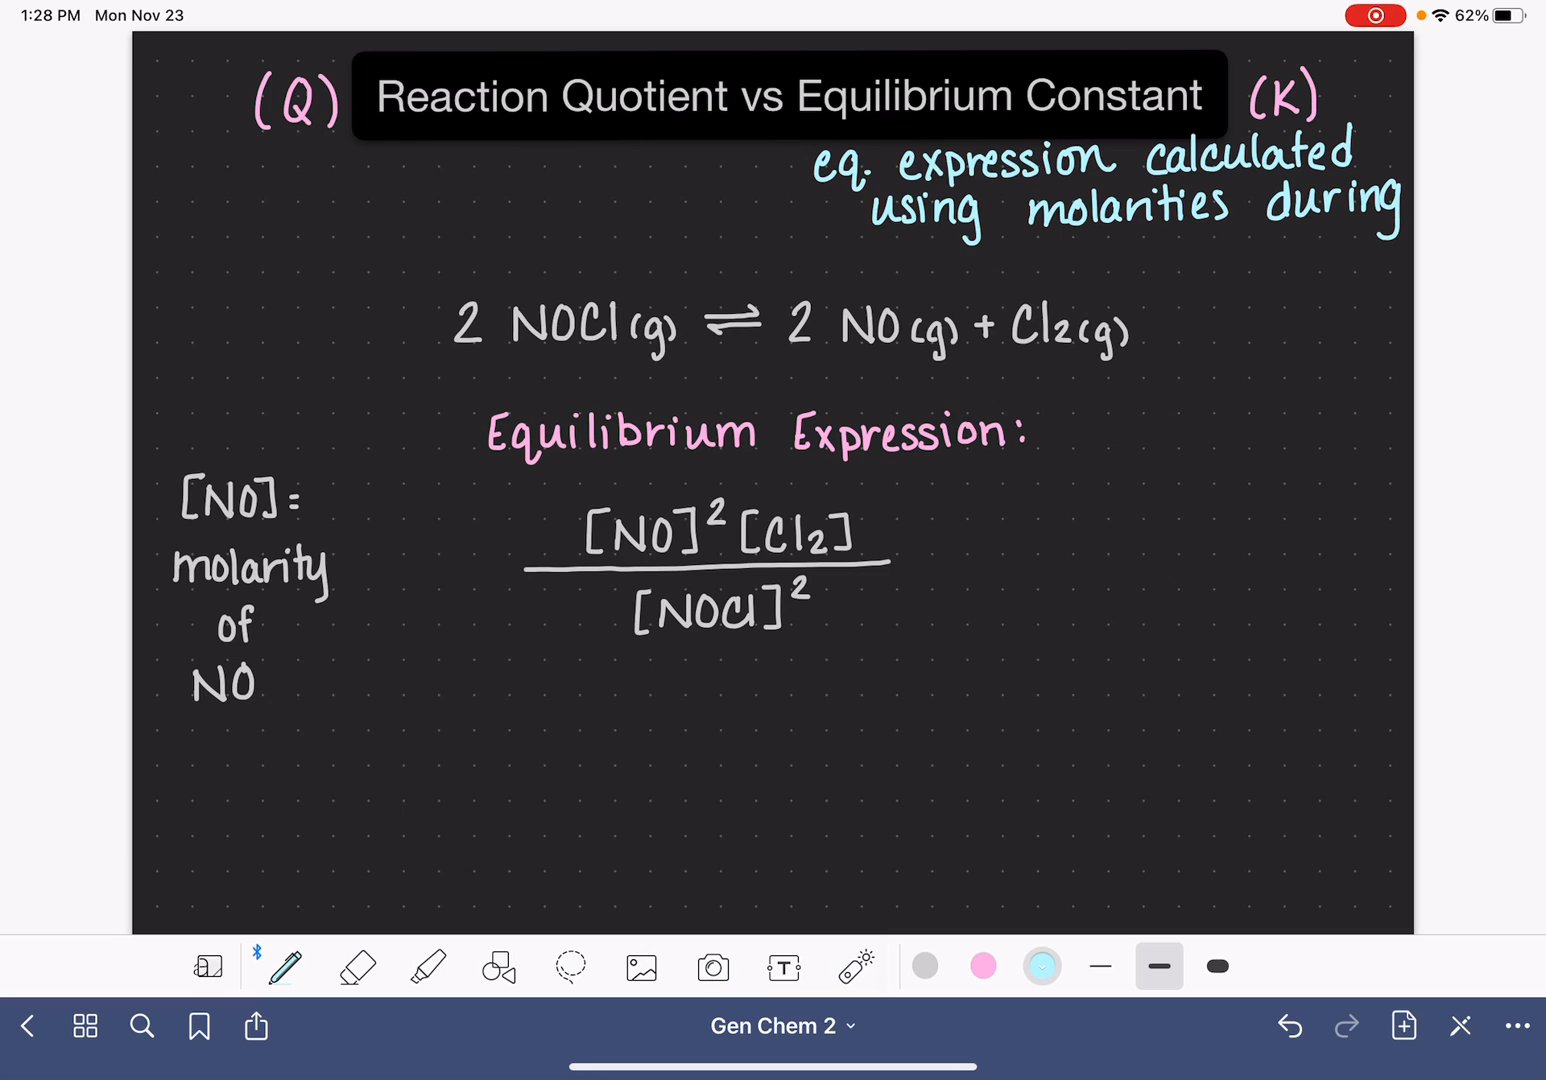 1:28 PM Mon Nov 23
62%
(Q) Reaction Quotient vs Equilibrium Constant (K)
eq. expression calculated
using molarities during
2 NOCl(g) ⇌ 2 NO(g) + Cl₂(g)
Equilibrium Expression:
[NO]² [Cl₂]
[NOCl]²
[NO] =
molarity
of
NO
Gen Chem 2